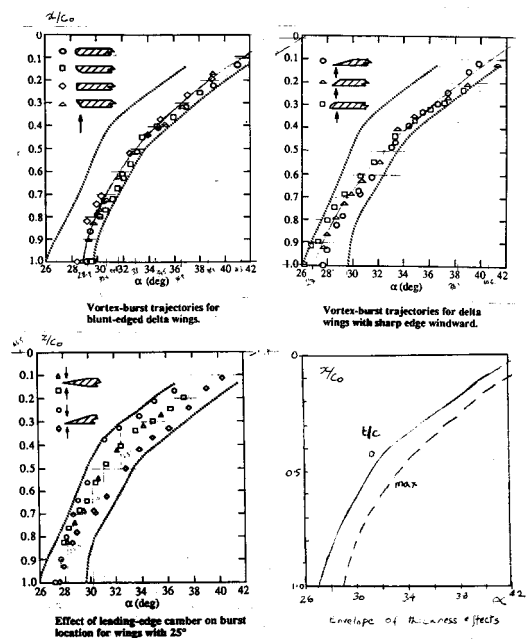 x/c₀
0
0.1
0.2
0.3
0.4
0.5
0.6
0.7
0.8
0.9
1.0
26 28 30 32 34 36 38 40 42
α (deg)
Vortex-burst trajectories for
blunt-edged delta wings.
x/c₀
0
0.1
0.2
0.3
0.4
0.5
0.6
0.7
0.8
0.9
1.0
26 28 30 32 34 36 38 40 42
α (deg)
Vortex-burst trajectories for delta
wings with sharp edge windward.
x/c₀
0
0.1
0.2
0.3
0.4
0.5
0.6
0.7
0.8
0.9
1.0
26 28 30 32 34 36 38 40 42
α (deg)
Effect of leading-edge camber on burst
location for wings with 25°
0
x/c₀
t/c
0
0.5
max
1.0
26 30 34 38 α 42
Envelope of thickness effects